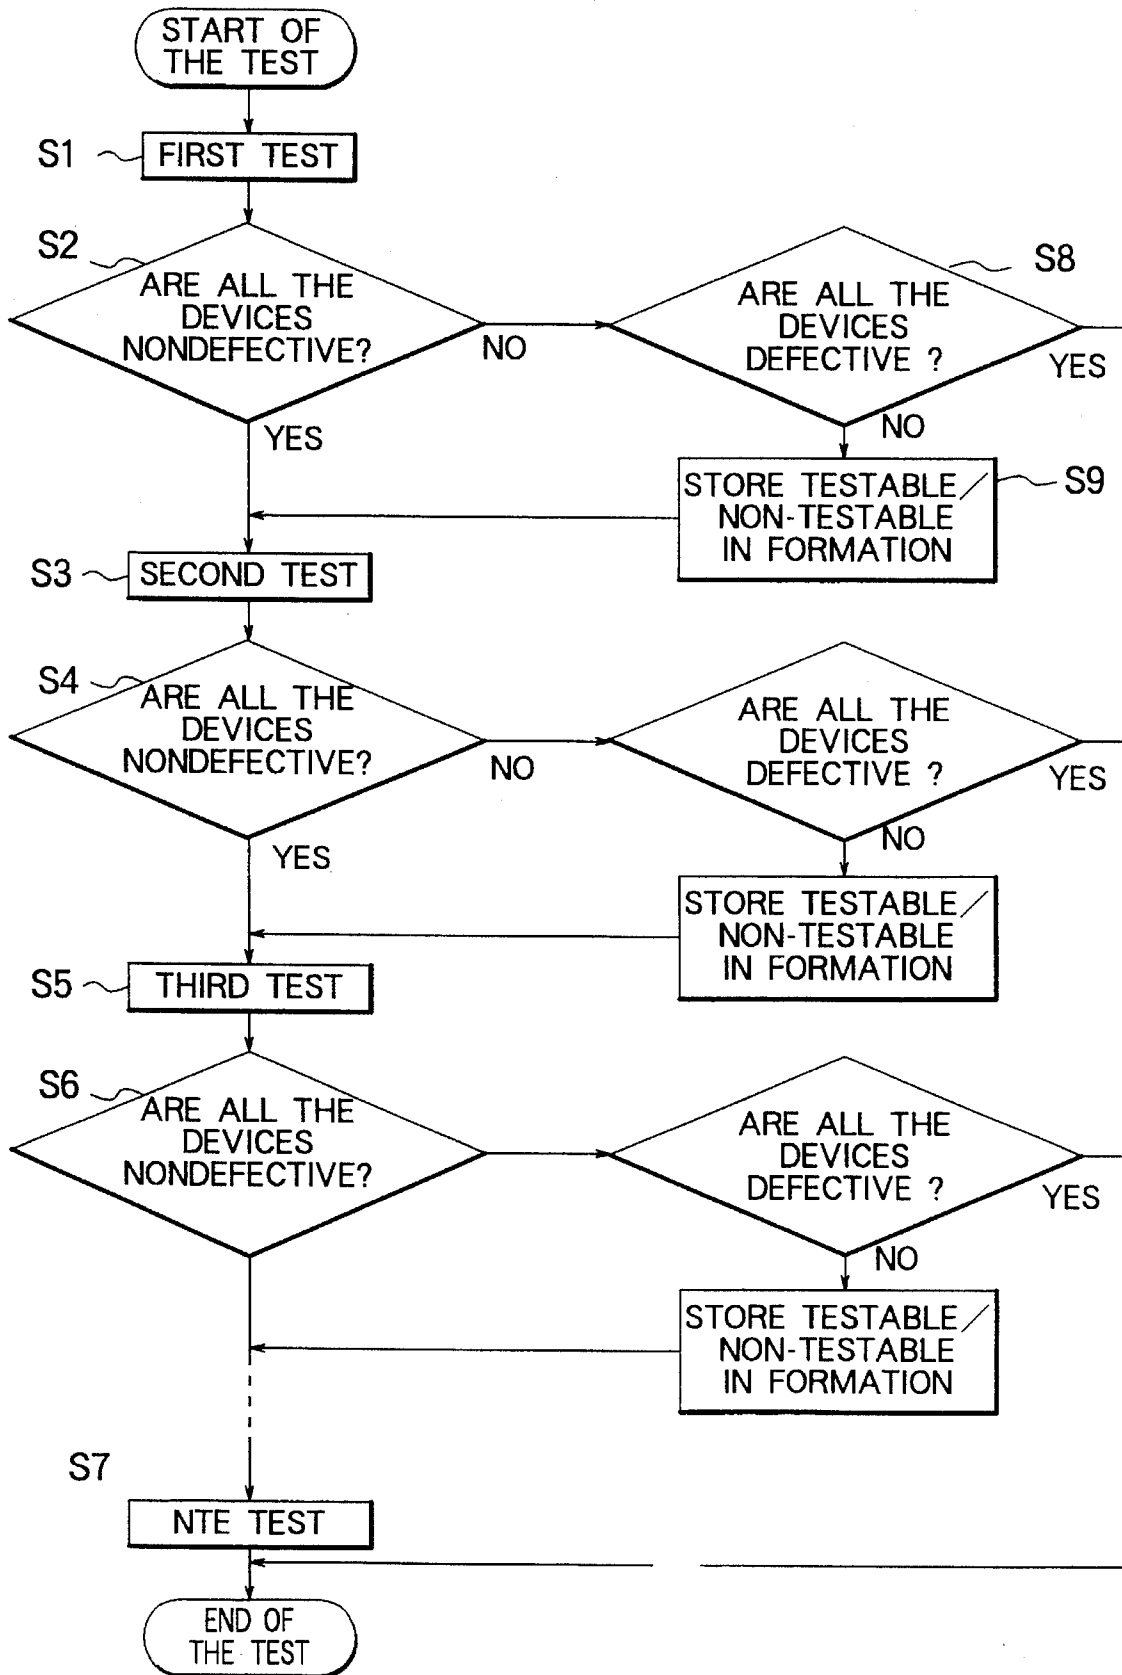 START OF
THE TEST
S1
FIRST TEST
S2
ARE ALL THE
DEVICES
NONDEFECTIVE?
NO
YES
S8
ARE ALL THE
DEVICES
DEFECTIVE ?
YES
NO
S9
STORE TESTABLE/
NON-TESTABLE
IN FORMATION
S3
SECOND TEST
S4
ARE ALL THE
DEVICES
NONDEFECTIVE?
NO
YES
ARE ALL THE
DEVICES
DEFECTIVE ?
YES
NO
STORE TESTABLE/
NON-TESTABLE
IN FORMATION
S5
THIRD TEST
S6
ARE ALL THE
DEVICES
NONDEFECTIVE?
ARE ALL THE
DEVICES
DEFECTIVE ?
YES
NO
STORE TESTABLE/
NON-TESTABLE
IN FORMATION
S7
NTE TEST
END OF
THE TEST